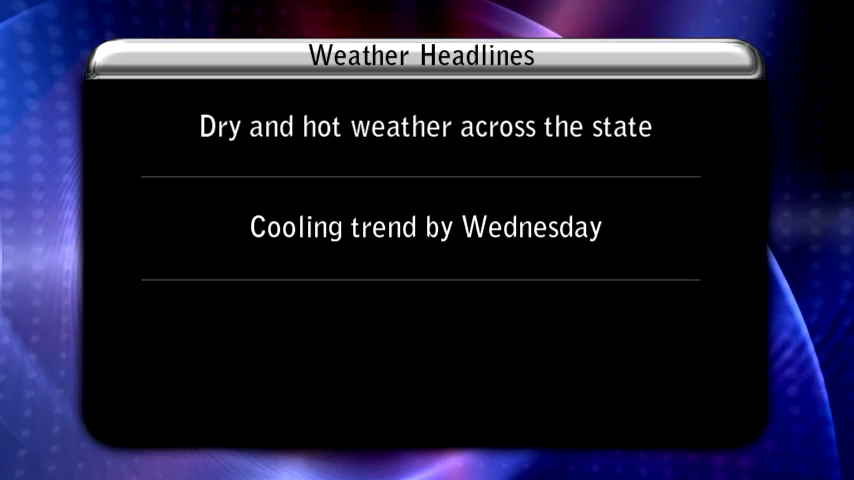 Weather Headlines
Dry and hot weather across the state
Cooling trend by Wednesday